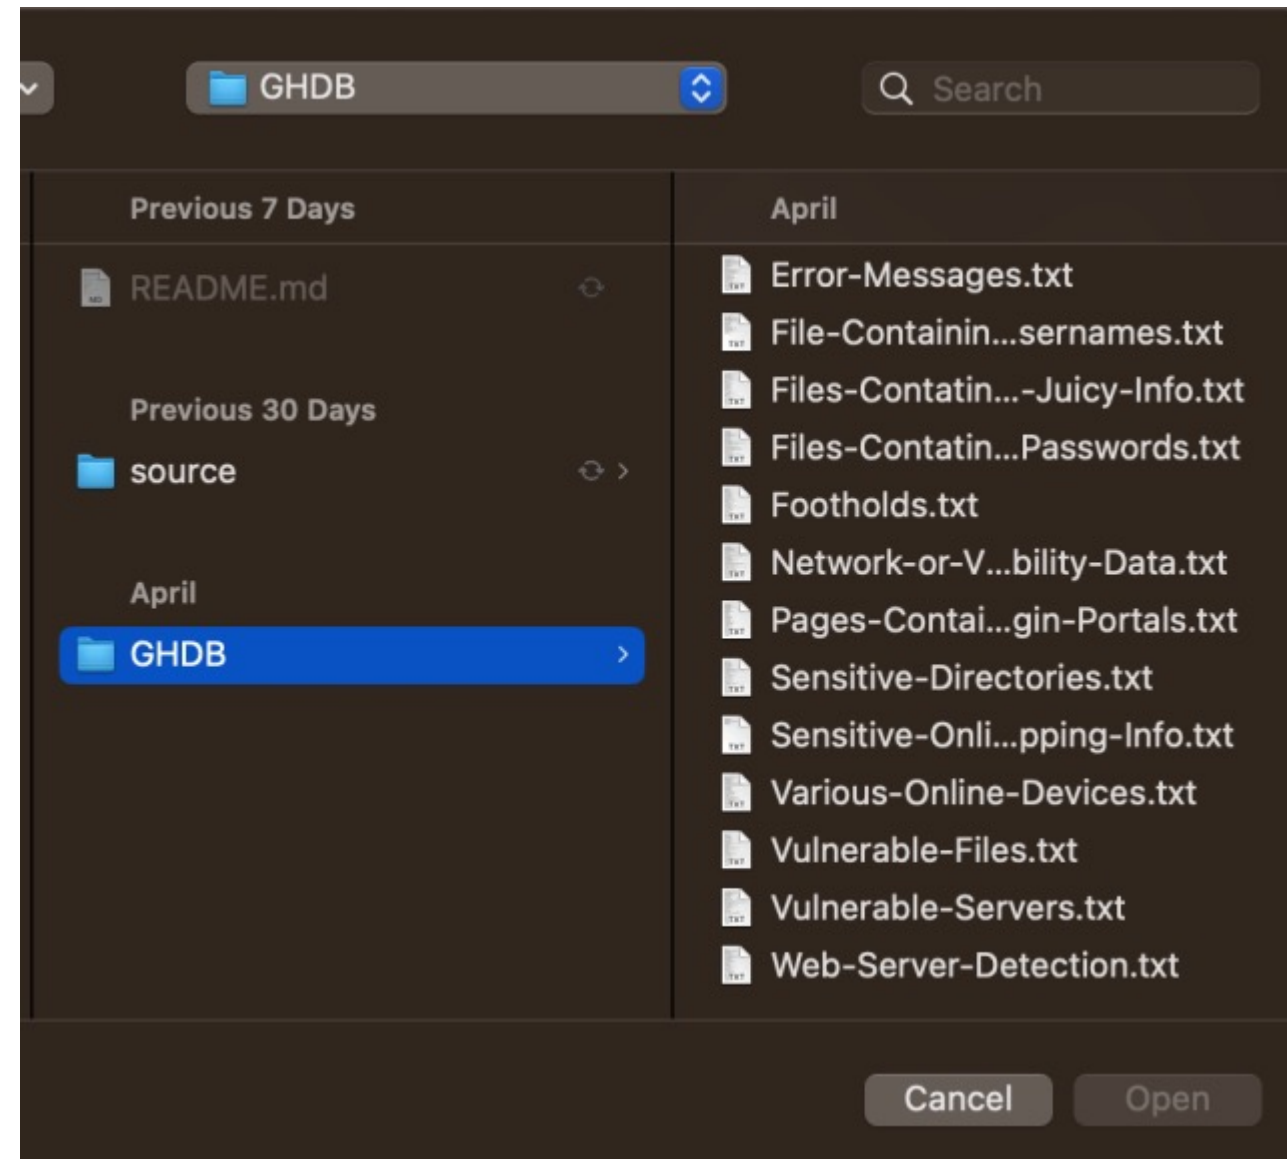 GHDB
Search
Previous 7 Days
README.md
Previous 30 Days
source
April
GHDB
April
Error-Messages.txt
File-Containin...sernames.txt
Files-Contatin...-Juicy-Info.txt
Files-Contatin...Passwords.txt
Footholds.txt
Network-or-V...bility-Data.txt
Pages-Contai...gin-Portals.txt
Sensitive-Directories.txt
Sensitive-Onli...pping-Info.txt
Various-Online-Devices.txt
Vulnerable-Files.txt
Vulnerable-Servers.txt
Web-Server-Detection.txt
Cancel
Open